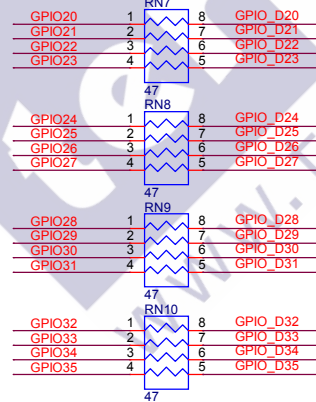 RN7
GPIO20 1 8 GPIO_D20
GPIO21 2 7 GPIO_D21
GPIO22 3 6 GPIO_D22
GPIO23 4 5 GPIO_D23
47
RN8
GPIO24 1 8 GPIO_D24
GPIO25 2 7 GPIO_D25
GPIO26 3 6 GPIO_D26
GPIO27 4 5 GPIO_D27
47
RN9
GPIO28 1 8 GPIO_D28
GPIO29 2 7 GPIO_D29
GPIO30 3 6 GPIO_D30
GPIO31 4 5 GPIO_D31
47
RN10
GPIO32 1 8 GPIO_D32
GPIO33 2 7 GPIO_D33
GPIO34 3 6 GPIO_D34
GPIO35 4 5 GPIO_D35
47